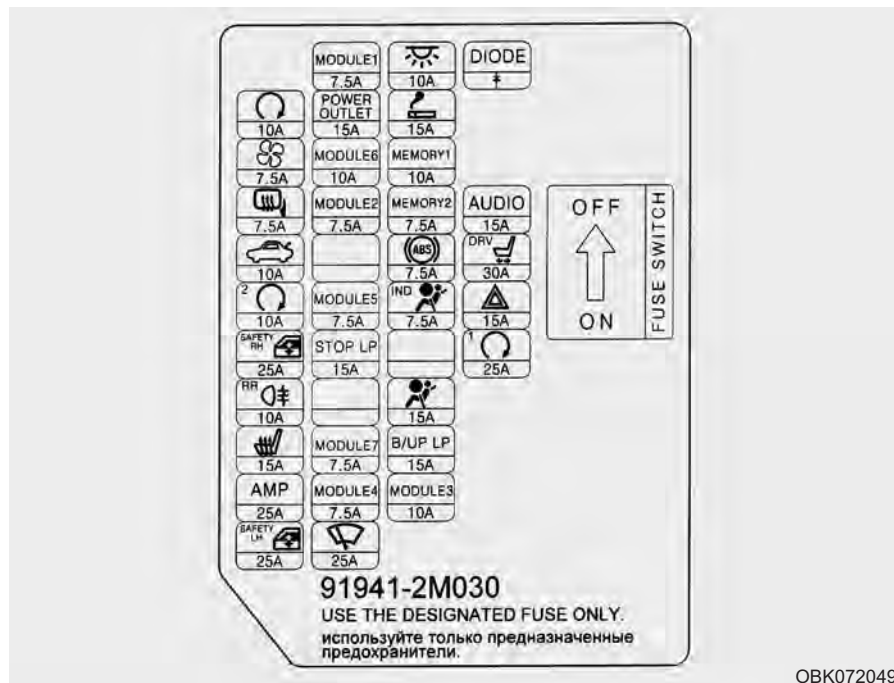 MODULE1
7.5A
10A
DIODE
10A
POWER
OUTLET
15A
15A
7.5A
MODULE6
10A
MEMORY1
10A
7.5A
MODULE2
7.5A
MEMORY2
7.5A
AUDIO
15A
10A
ABS
7.5A
DRV
30A
2
10A
MODULE5
7.5A
IND
7.5A
15A
SAFETY
RH
25A
STOP LP
15A
1
25A
RR
10A
15A
15A
MODULE7
7.5A
B/UP LP
15A
AMP
25A
MODULE4
7.5A
MODULE3
10A
SAFETY
LH
25A
25A
OFF
ON
FUSE SWITCH
91941-2M030
USE THE DESIGNATED FUSE ONLY.
используйте только предназначенные
предохранители.
OBK072049